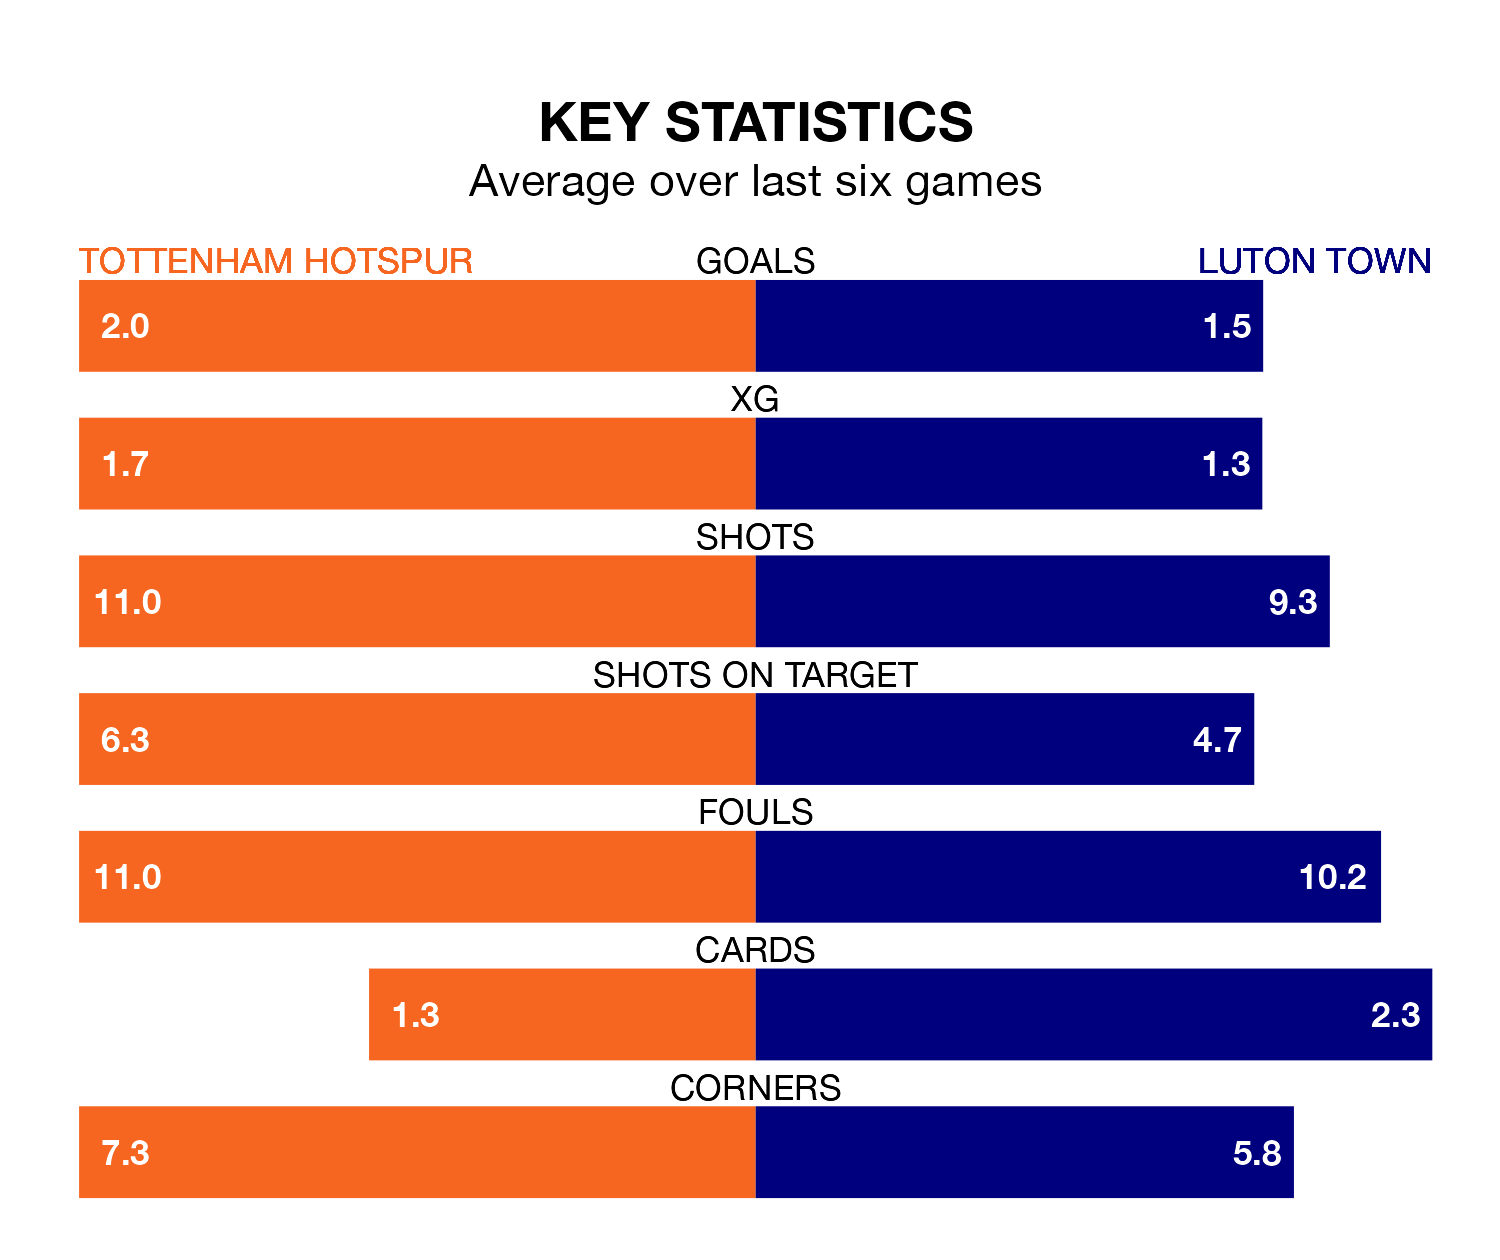 KEY STATISTICS
Average over last six games
TOTTENHAM HOTSPUR GOALS LUTON TOWN
2.0 1.5
XG
1.7 1.3
SHOTS
11.0 9.3
SHOTS ON TARGET
6.3 4.7
FOULS
11.0 10.2
CARDS
1.3 2.3
CORNERS
7.3 5.8